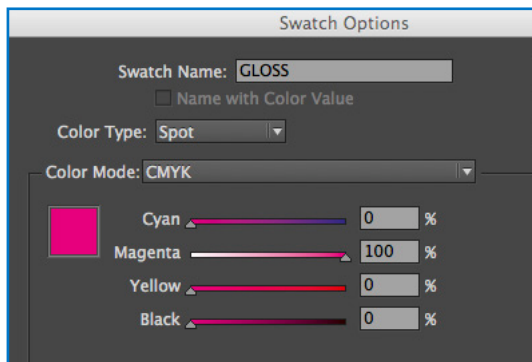 Swatch Options
Swatch Name: GLOSS
Name with Color Value
Color Type: Spot
Color Mode: CMYK
Cyan 0 %
Magenta 100 %
Yellow 0 %
Black 0 %